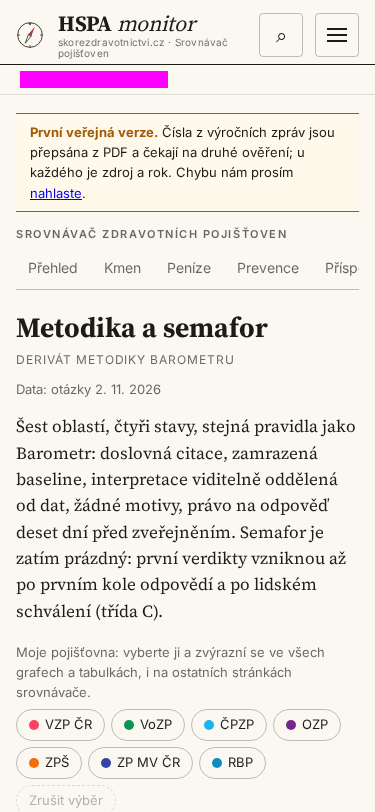 HSPA monitor
skorezdravotnictvi.cz · Srovnávač
pojišťoven
První veřejná verze. Čísla z výročních zpráv jsou
přepsána z PDF a čekají na druhé ověření; u
každého je zdroj a rok. Chybu nám prosím
nahlaste.
SROVNÁVAČ ZDRAVOTNÍCH POJIŠŤOVEN
Přehled Kmen Peníze Prevence Přísp
Metodika a semafor
DERIVÁT METODIKY BAROMETRU
Data: otázky 2. 11. 2026
Šest oblastí, čtyři stavy, stejná pravidla jako
Barometr: doslovná citace, zamrazená
baseline, interpretace viditelně oddělená
od dat, žádné motivy, právo na odpověď
deset dní před zveřejněním. Semafor je
zatím prázdný: první verdikty vzniknou až
po prvním kole odpovědí a po lidském
schválení (třída C).
Moje pojišťovna: vyberte ji a zvýrazní se ve všech
grafech a tabulkách, i na ostatních stránkách
srovnávače.
VZP ČR VoZP ČPZP OZP
ZPŠ ZP MV ČR RBP
Zrušit výběr